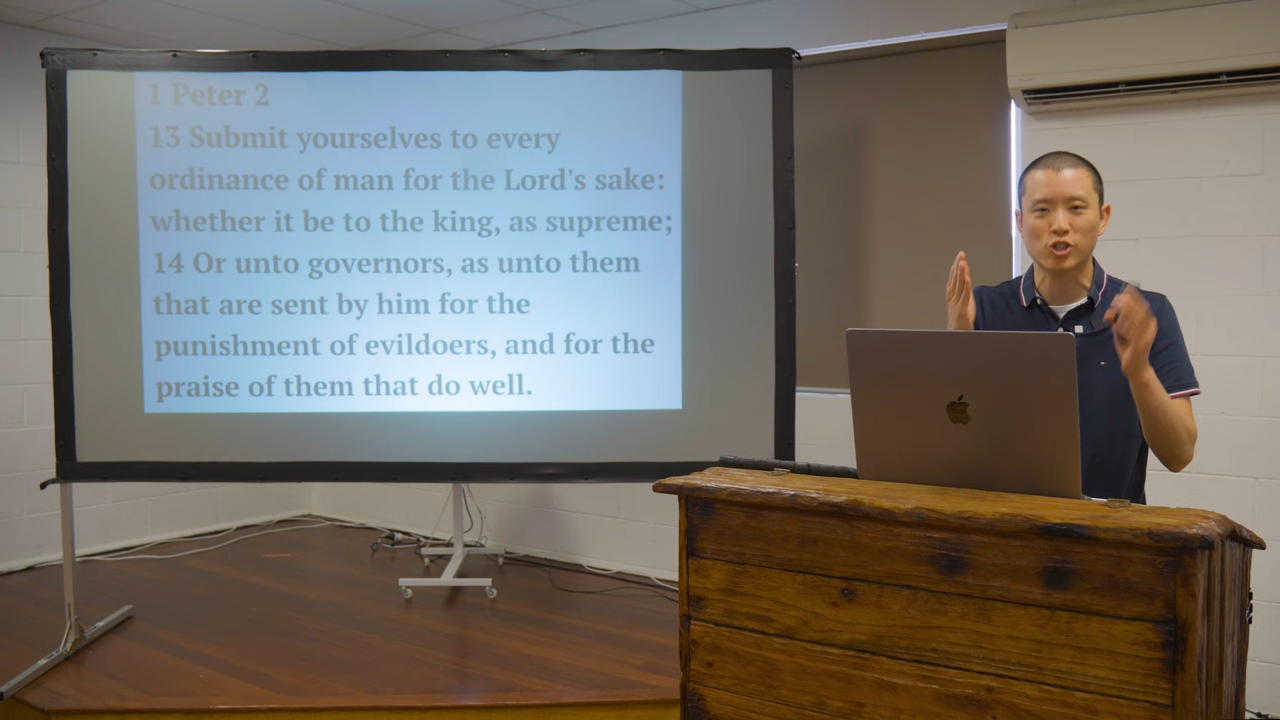 1 Peter 2
13 Submit yourselves to every
ordinance of man for the Lord's sake:
whether it be to the king, as supreme;
14 Or unto governors, as unto them
that are sent by him for the
punishment of evildoers, and for the
praise of them that do well.